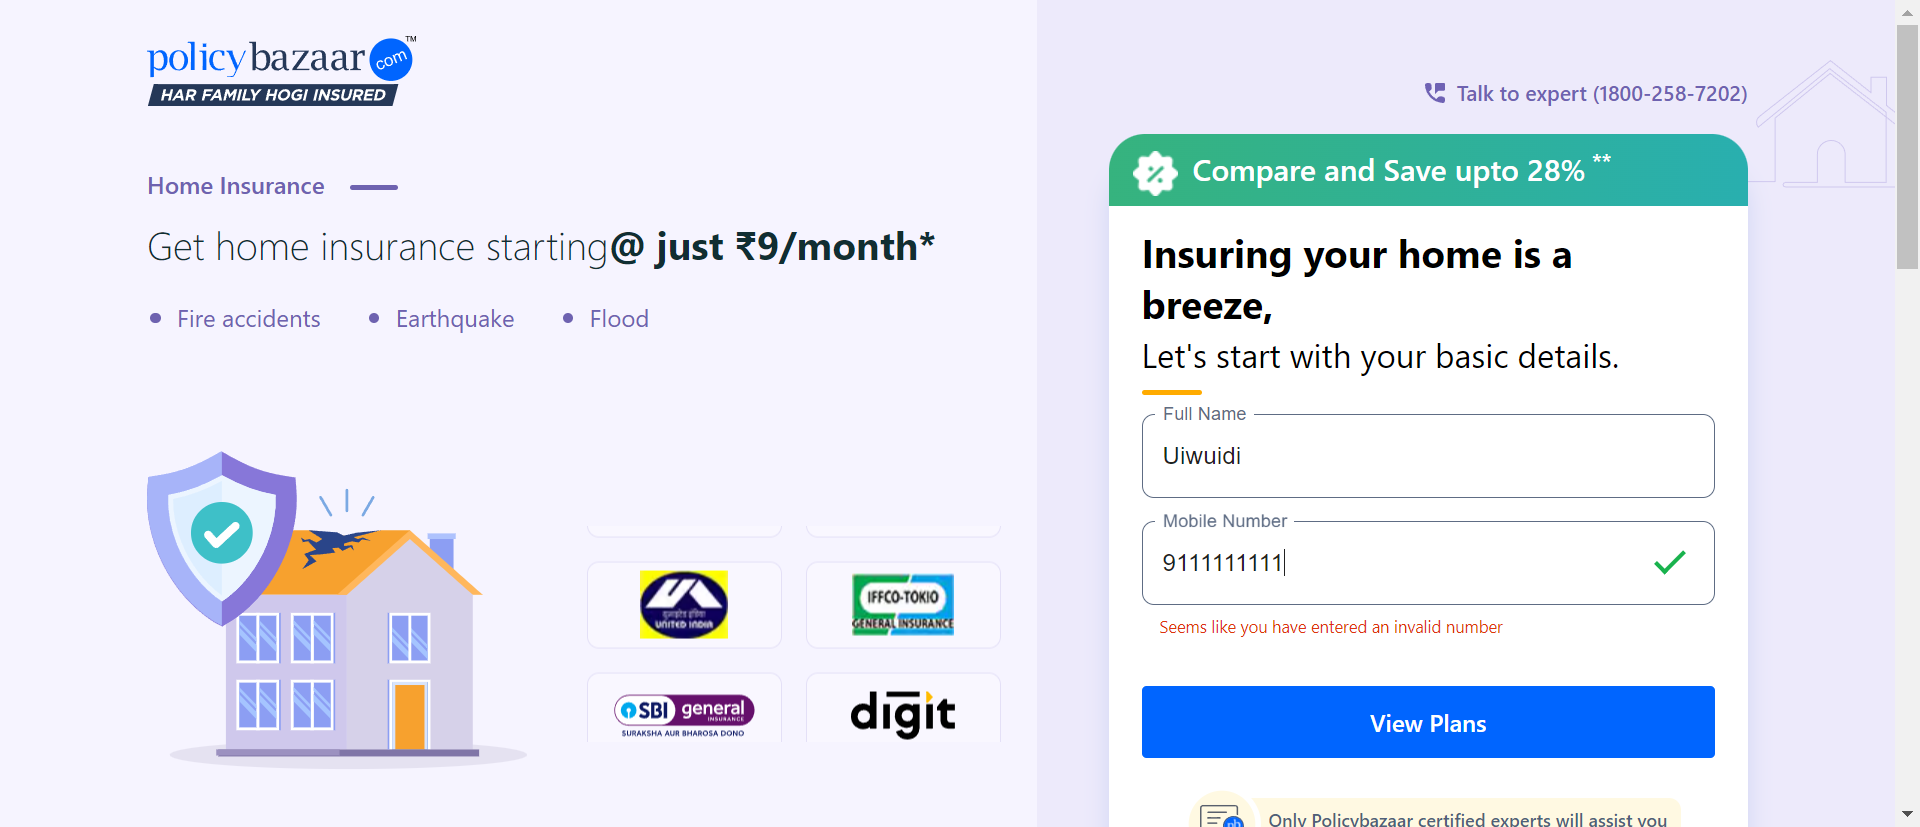 policybazaar com TM
HAR FAMILY HOGI INSURED
Talk to expert (1800-258-7202)
Home Insurance
Get home insurance starting@ just ₹9/month*
Fire accidents
Earthquake
Flood
UNITED INDIA
IFFCO-TOKIO
GENERAL INSURANCE
SBI general
INSURANCE
SURAKSHA AUR BHAROSA DONO
digit
Compare and Save upto 28% **
Insuring your home is a
breeze,
Let's start with your basic details.
Full Name
Uiwuidi
Mobile Number
9111111111
Seems like you have entered an invalid number
View Plans
pb
Only Policybazaar certified experts will assist you